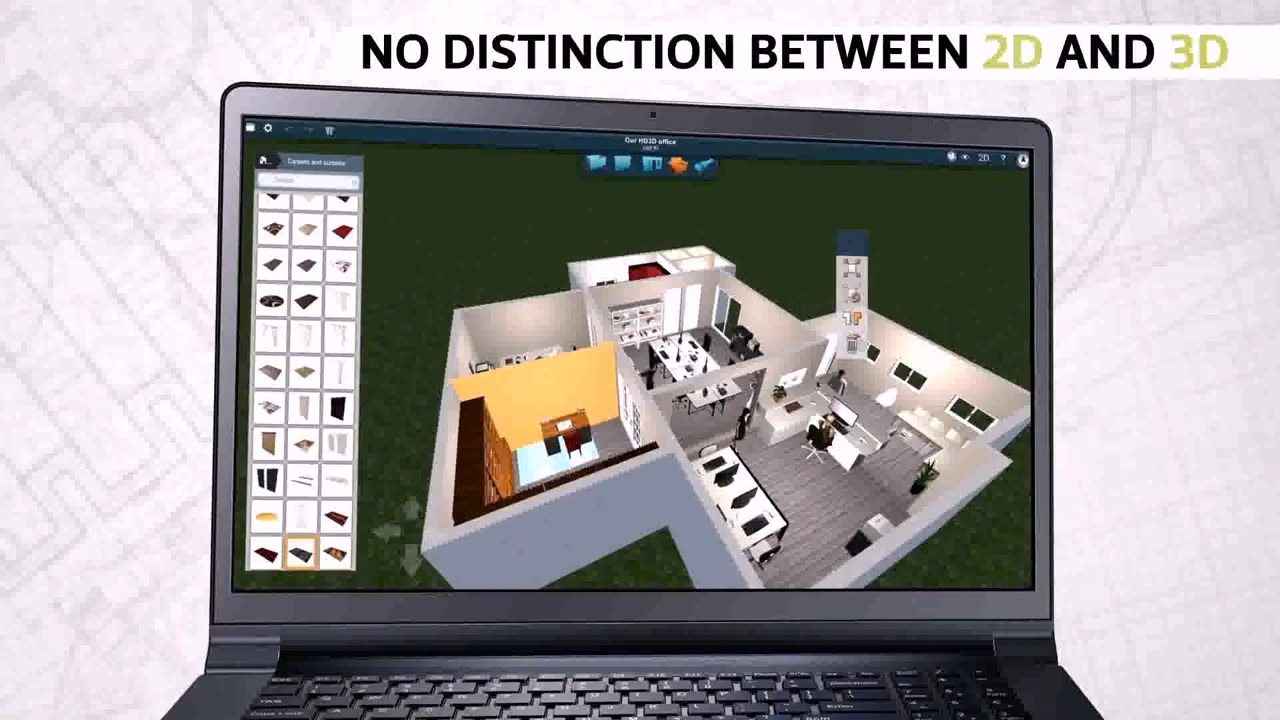 NO DISTINCTION BETWEEN 2D AND 3D
Our HD3D office
2D
?
Carpets and curtains